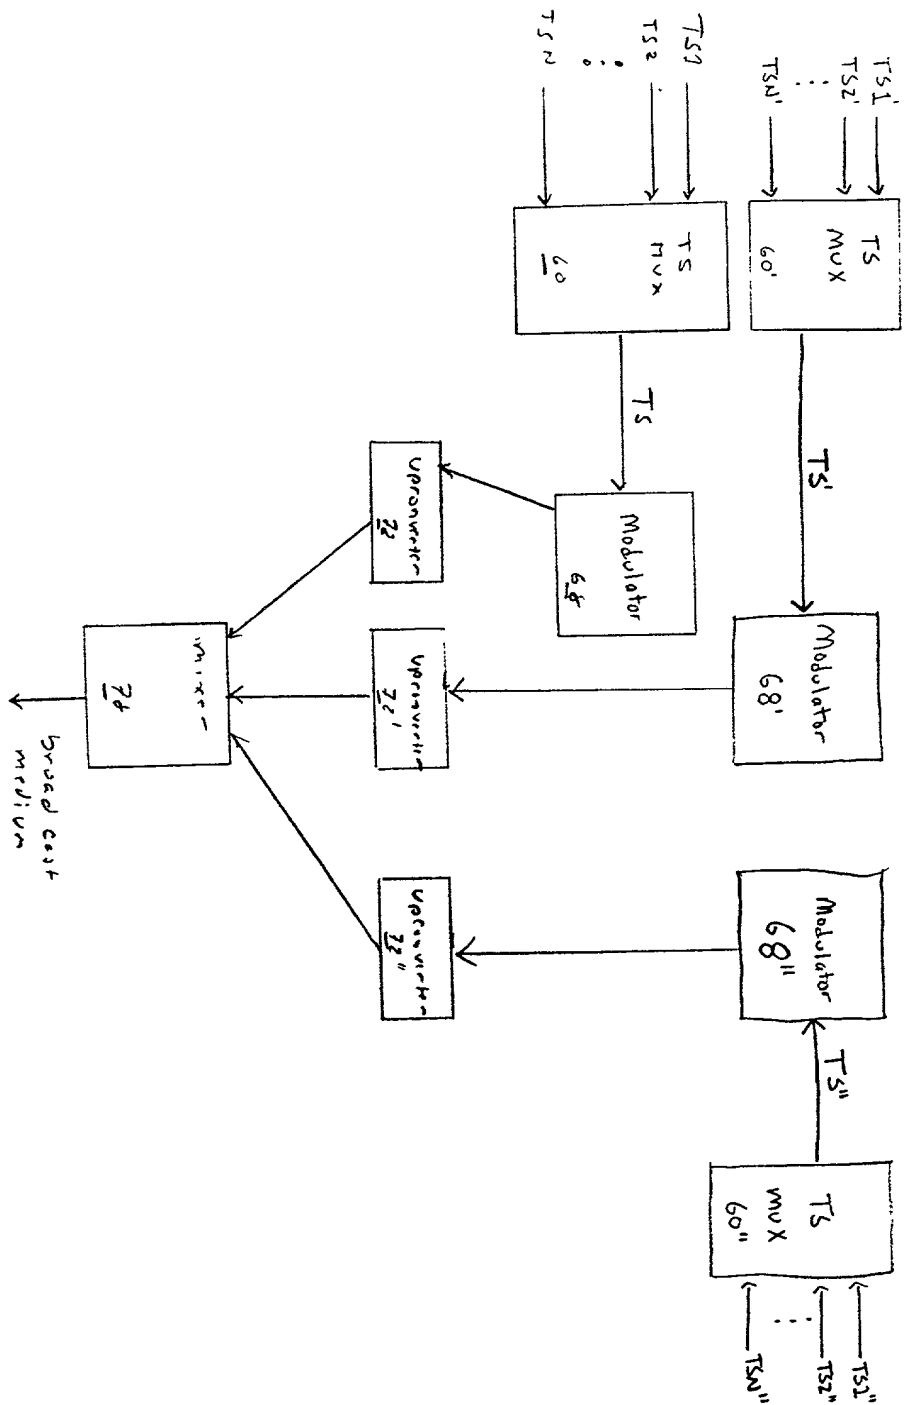 TS1'
TS2'
TSN'
TS
MUX
60'
TS'
Modulator
68'
Modulator
68"
TS"
TS
MUX
60"
TS1"
TS2"
TSN"
TS1
TS2
TSN
TS
MUX
60
TS
Modulator
68
upconverter
72
upconverter
72'
upconverter
72"
mixer
broadcast
medium